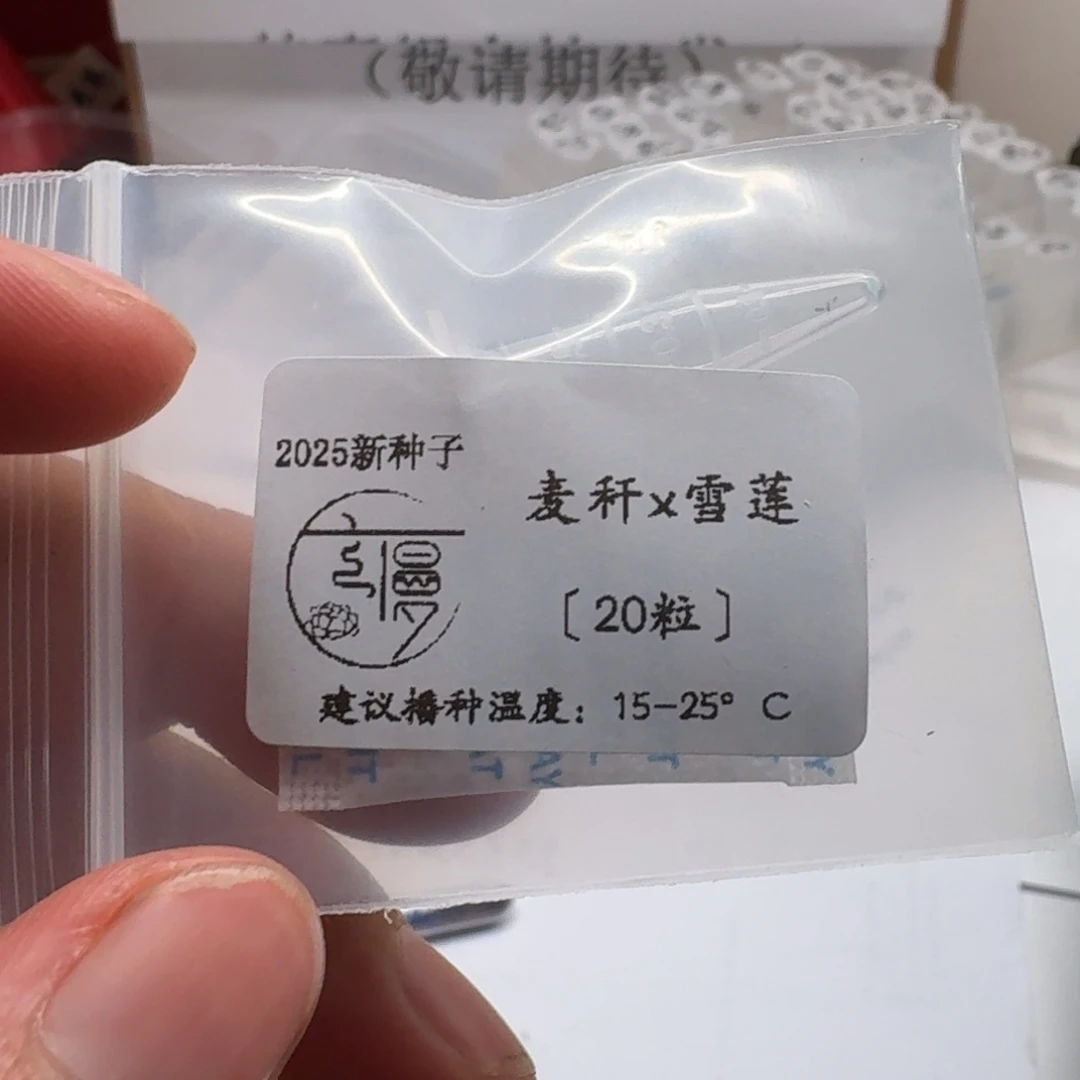 （敬请期待）
2025新种子
麦秆x雪莲
慢
〔20粒〕
建议播种温度：15-25° C